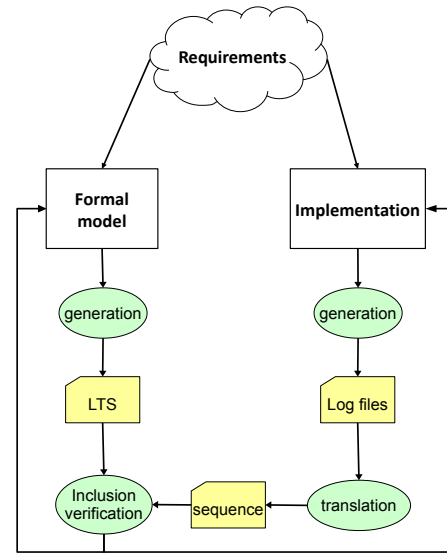 Requirements
Formal
model
Implementation
generation
generation
LTS
Log files
Inclusion
verification
sequence
translation